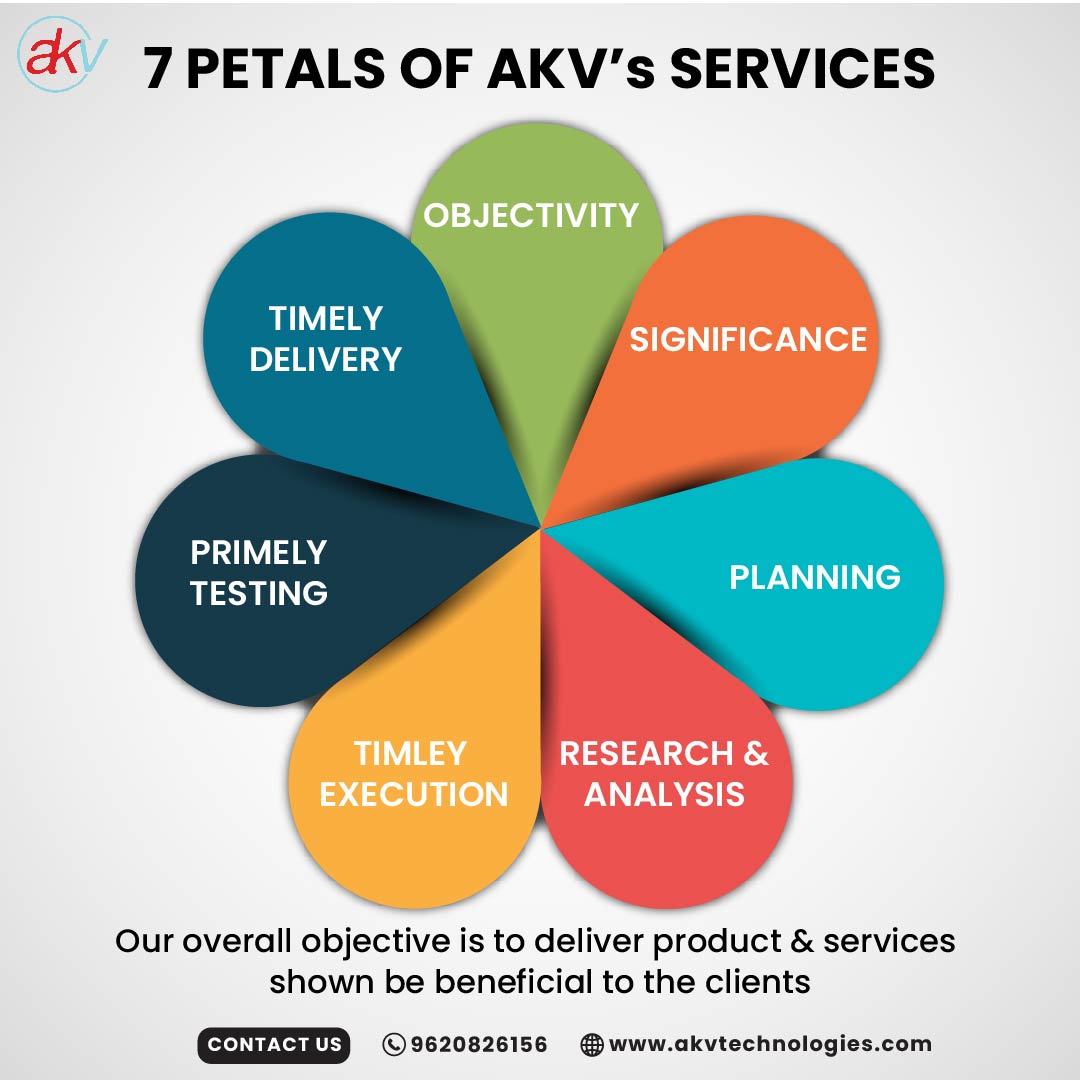 akv
7 PETALS OF AKV’s SERVICES
OBJECTIVITY
SIGNIFICANCE
PLANNING
RESEARCH &
ANALYSIS
TIMLEY
EXECUTION
PRIMELY
TESTING
TIMELY
DELIVERY
Our overall objective is to deliver product & services
shown be beneficial to the clients
CONTACT US 9620826156 www.akvtechnologies.com